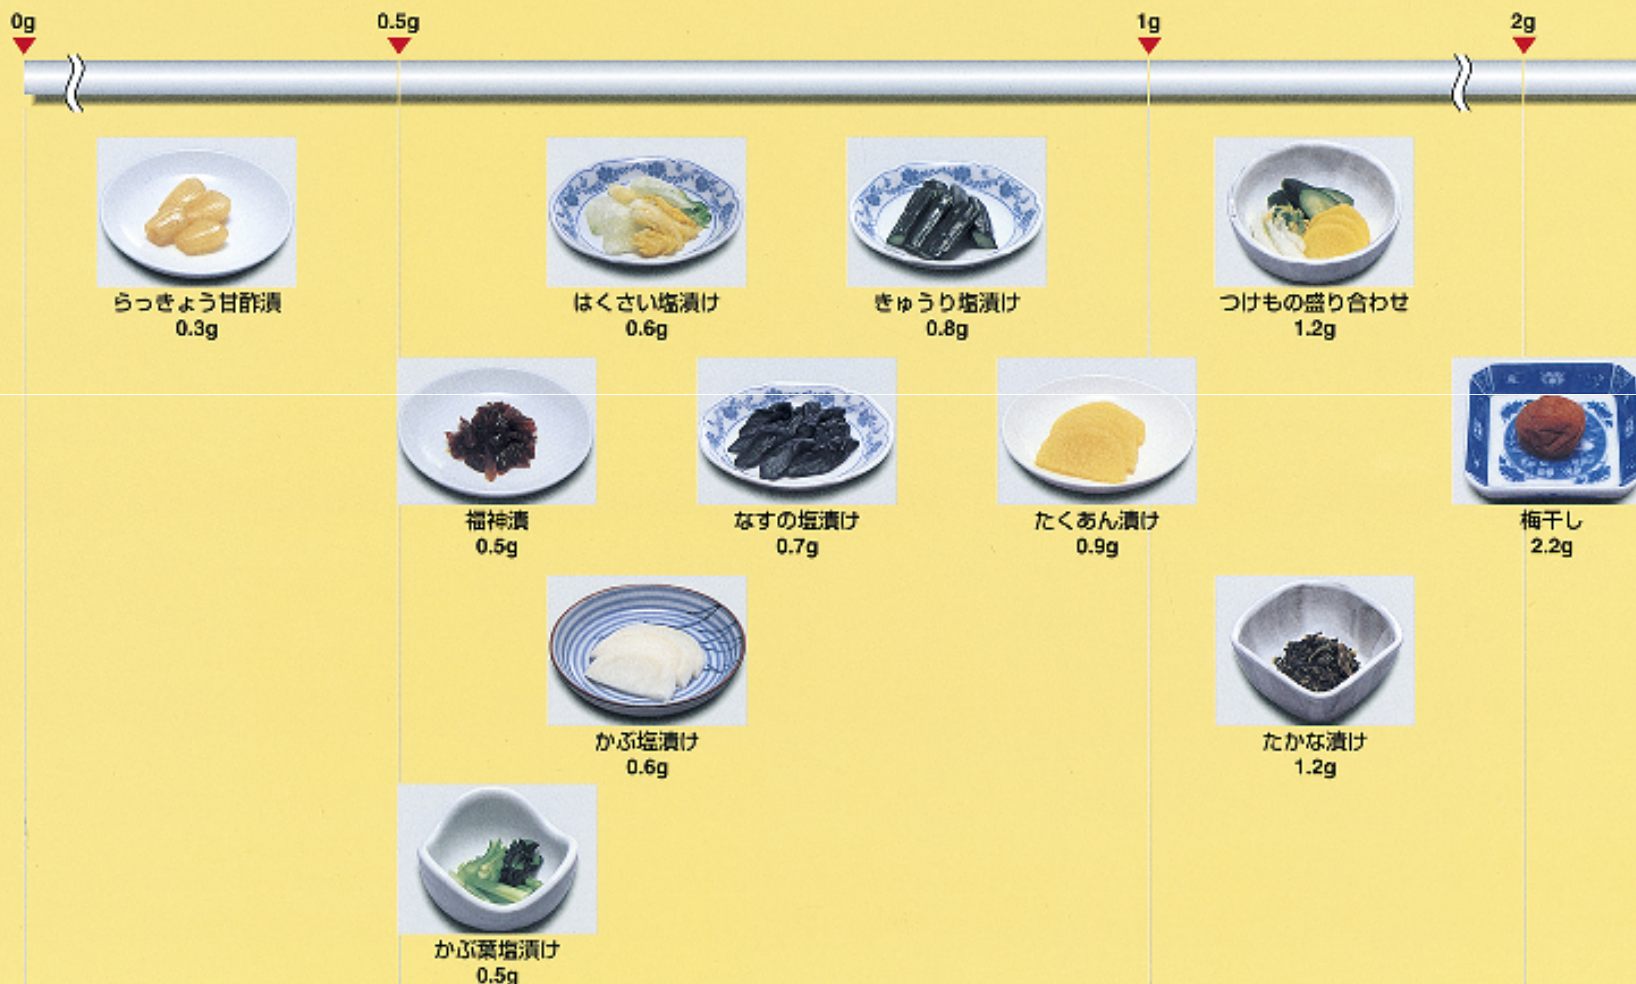 0g
0.5g
1g
2g
らっきょう甘酢漬
0.3g
はくさい塩漬け
0.6g
きゅうり塩漬け
0.8g
つけもの盛り合わせ
1.2g
福神漬
0.5g
なすの塩漬け
0.7g
たくあん漬け
0.9g
梅干し
2.2g
かぶ塩漬け
0.6g
たかな漬け
1.2g
かぶ葉塩漬け
0.5g